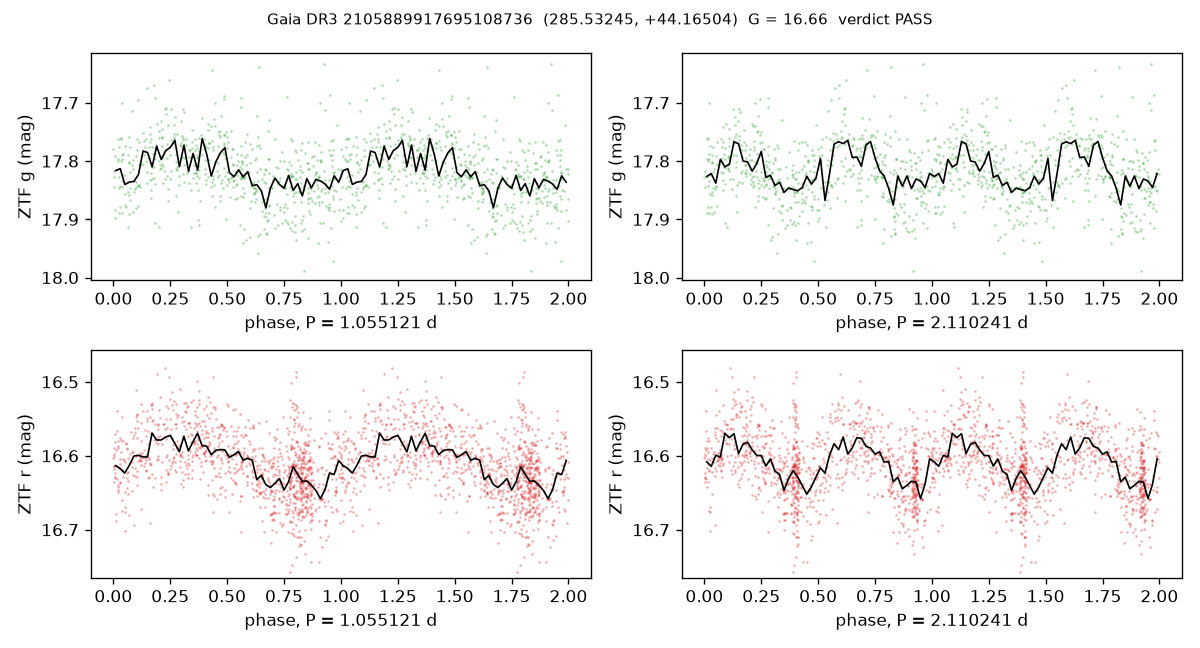 Gaia DR3 2105889917695108736 (285.53245, +44.16504) G = 16.66 verdict PASS
ZTF g (mag)
17.7
17.8
17.9
18.0
0.00 0.25 0.50 0.75 1.00 1.25 1.50 1.75 2.00
phase, P = 1.055121 d
ZTF g (mag)
17.7
17.8
17.9
18.0
0.00 0.25 0.50 0.75 1.00 1.25 1.50 1.75 2.00
phase, P = 2.110241 d
ZTF r (mag)
16.5
16.6
16.7
0.00 0.25 0.50 0.75 1.00 1.25 1.50 1.75 2.00
phase, P = 1.055121 d
ZTF r (mag)
16.5
16.6
16.7
0.00 0.25 0.50 0.75 1.00 1.25 1.50 1.75 2.00
phase, P = 2.110241 d